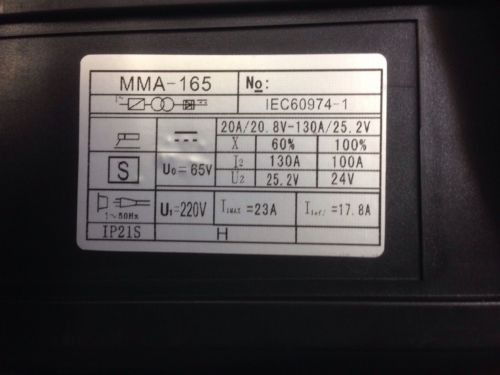 MMA-165 No:
IEC60974-1
20A/20.8V-130A/25.2V
X 60% 100%
S U₀=65V I₂ 130A 100A
U₂ 25.2V 24V
1~50Hz U₁=220V I₁MAX=23A I₁eff=17.8A
IP21S H